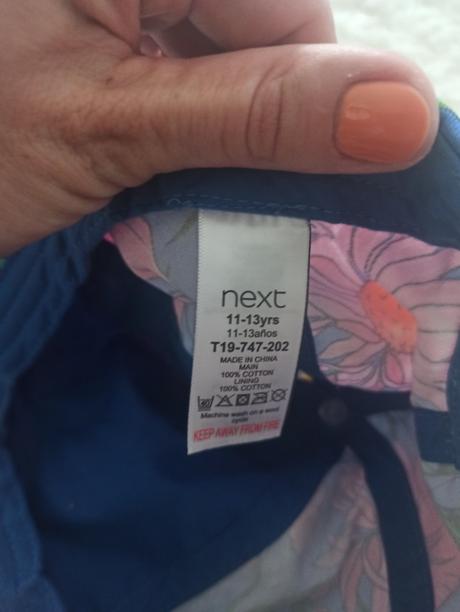 next
11-13yrs
11-13años
T19-747-202
MADE IN CHINA
MAIN
100% COTTON
LINING
100% COTTON
Machine wash on a wool
cycle
KEEP AWAY FROM FIRE